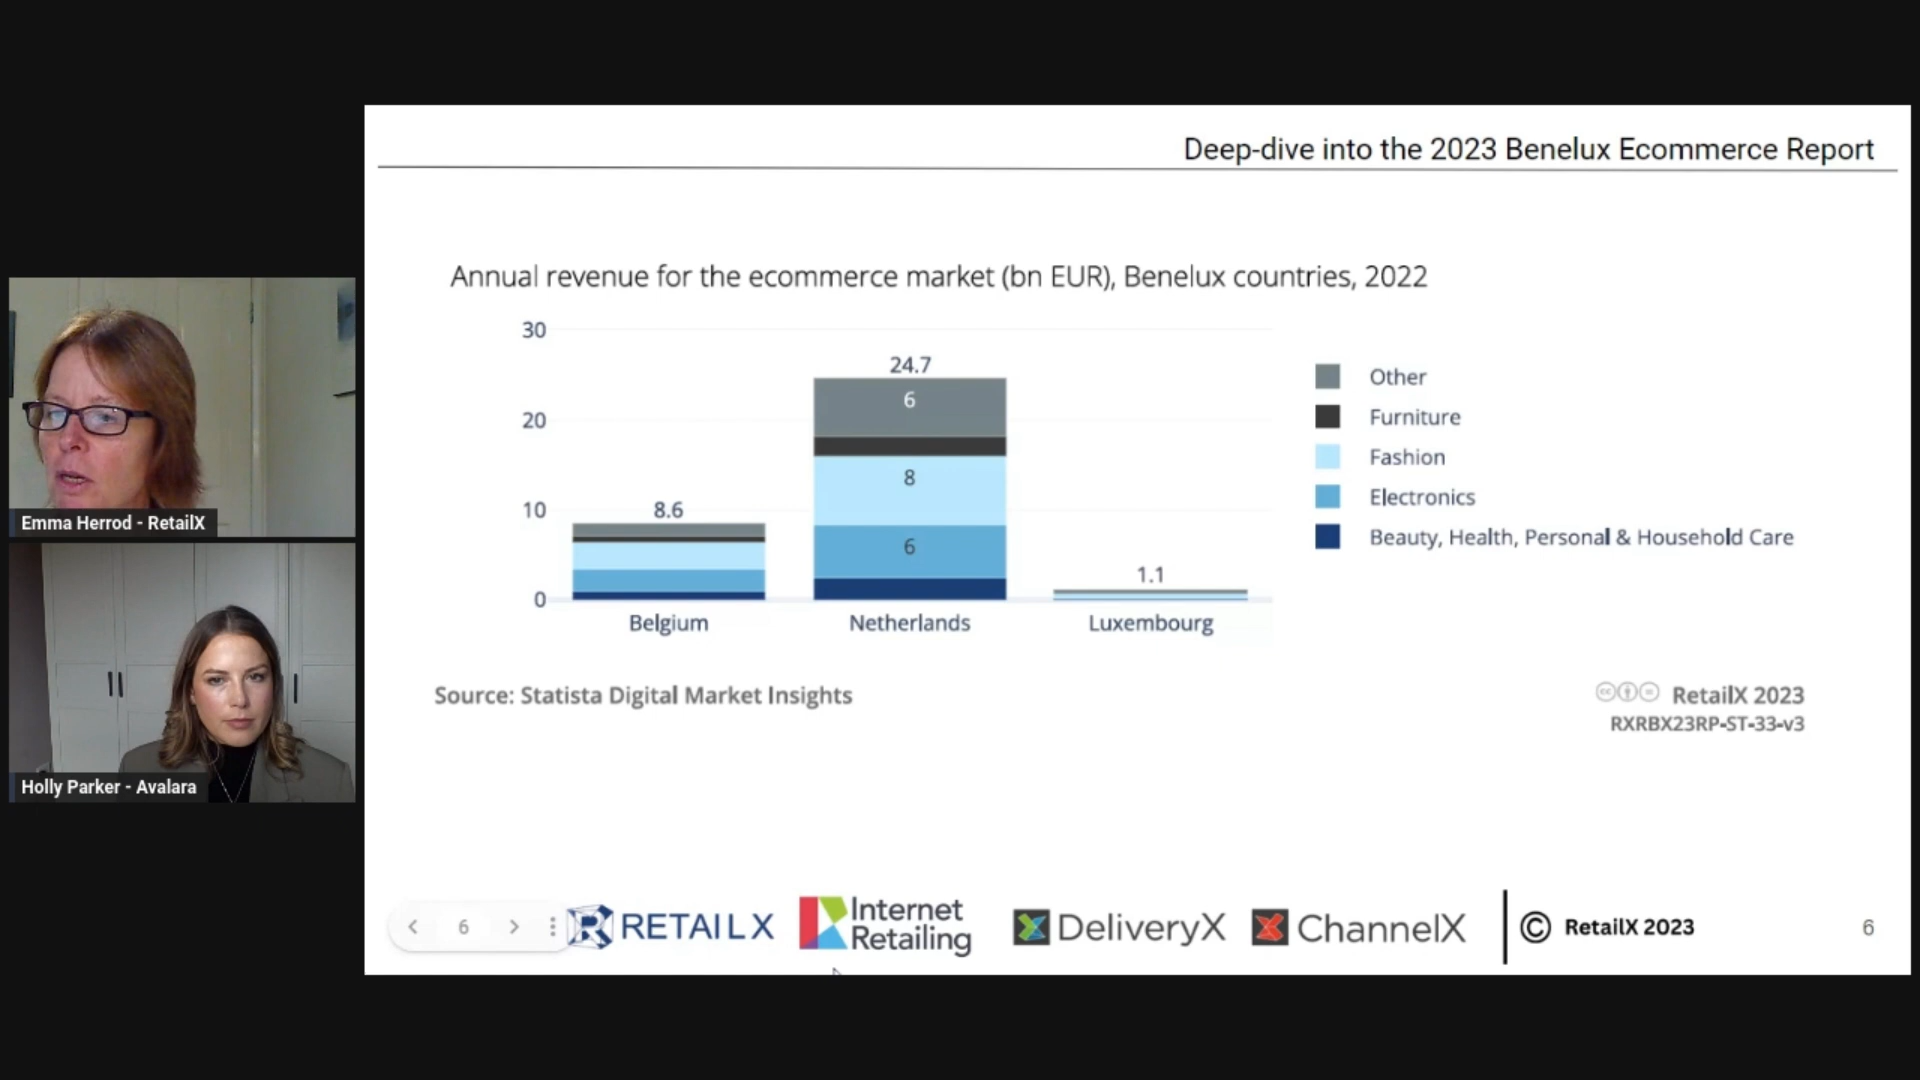 Deep-dive into the 2023 Benelux Ecommerce Report
Annual revenue for the ecommerce market (bn EUR), Benelux countries, 2022
30
20
10
0
8.6
24.7
6
8
6
1.1
Belgium
Netherlands
Luxembourg
Other
Furniture
Fashion
Electronics
Beauty, Health, Personal & Household Care
Source: Statista Digital Market Insights
RetailX 2023
RXRBX23RP-ST-33-v3
Emma Herrod - RetailX
Holly Parker - Avalara
6
RETAIL X
Internet
Retailing
DeliveryX
ChannelX
© RetailX 2023
6